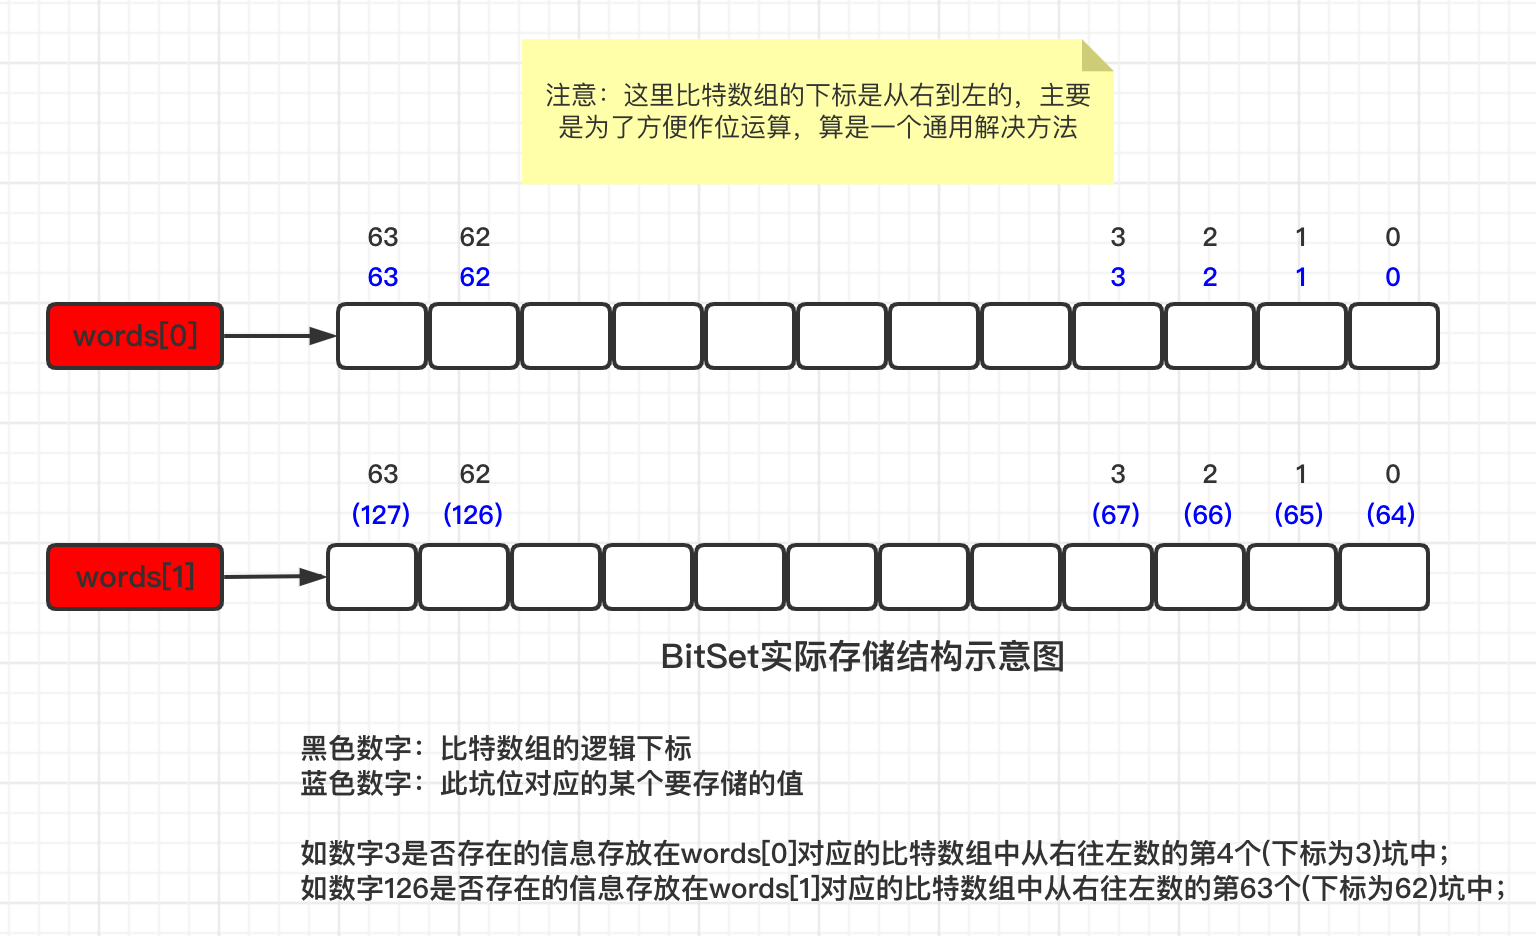 注意：这里比特数组的下标是从右到左的，主要
是为了方便作位运算，算是一个通用解决方法
63 62 3 2 1 0
63 62 3 2 1 0
words[0]
63 62 3 2 1 0
(127) (126) (67) (66) (65) (64)
words[1]
BitSet实际存储结构示意图
黑色数字：比特数组的逻辑下标
蓝色数字：此坑位对应的某个要存储的值
如数字3是否存在的信息存放在words[0]对应的比特数组中从右往左数的第4个(下标为3)坑中；
如数字126是否存在的信息存放在words[1]对应的比特数组中从右往左数的第63个(下标为62)坑中；